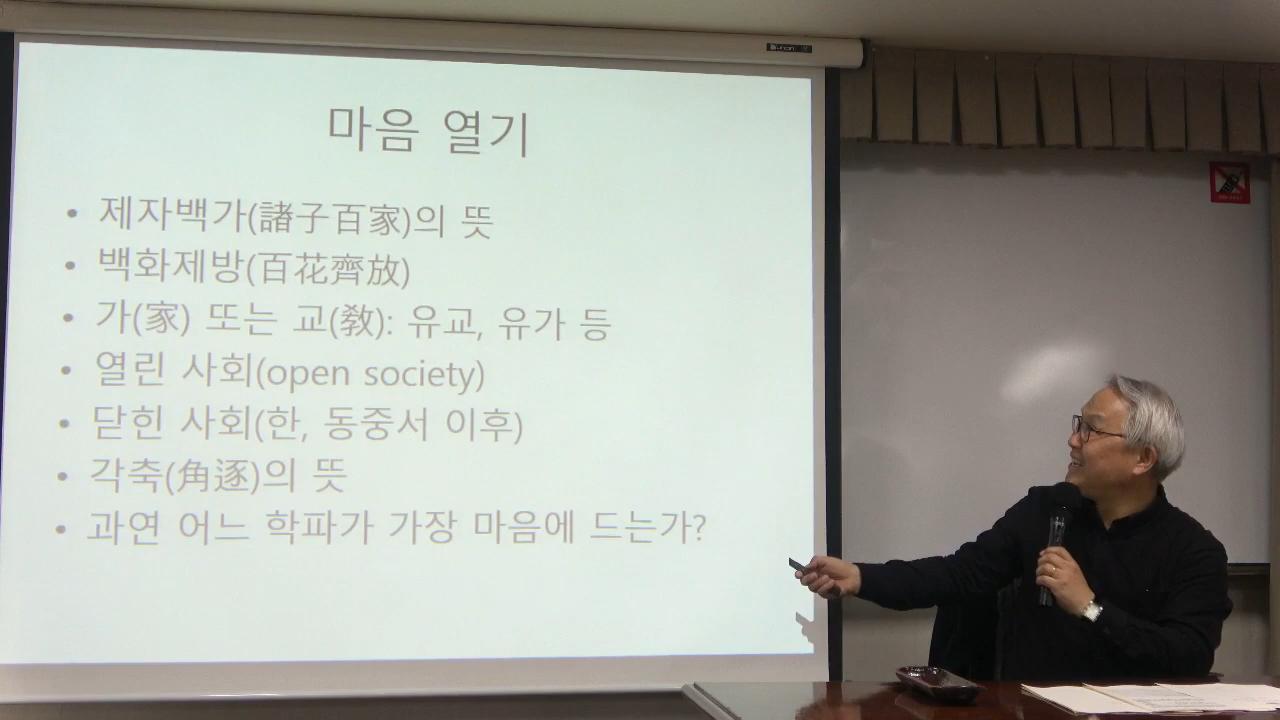 마음 열기
• 제자백가(諸子百家)의 뜻
• 백화제방(百花齊放)
• 가(家) 또는 교(敎): 유교, 유가 등
• 열린 사회(open society)
• 닫힌 사회(한, 동중서 이후)
• 각축(角逐)의 뜻
• 과연 어느 학파가 가장 마음에 드는가?